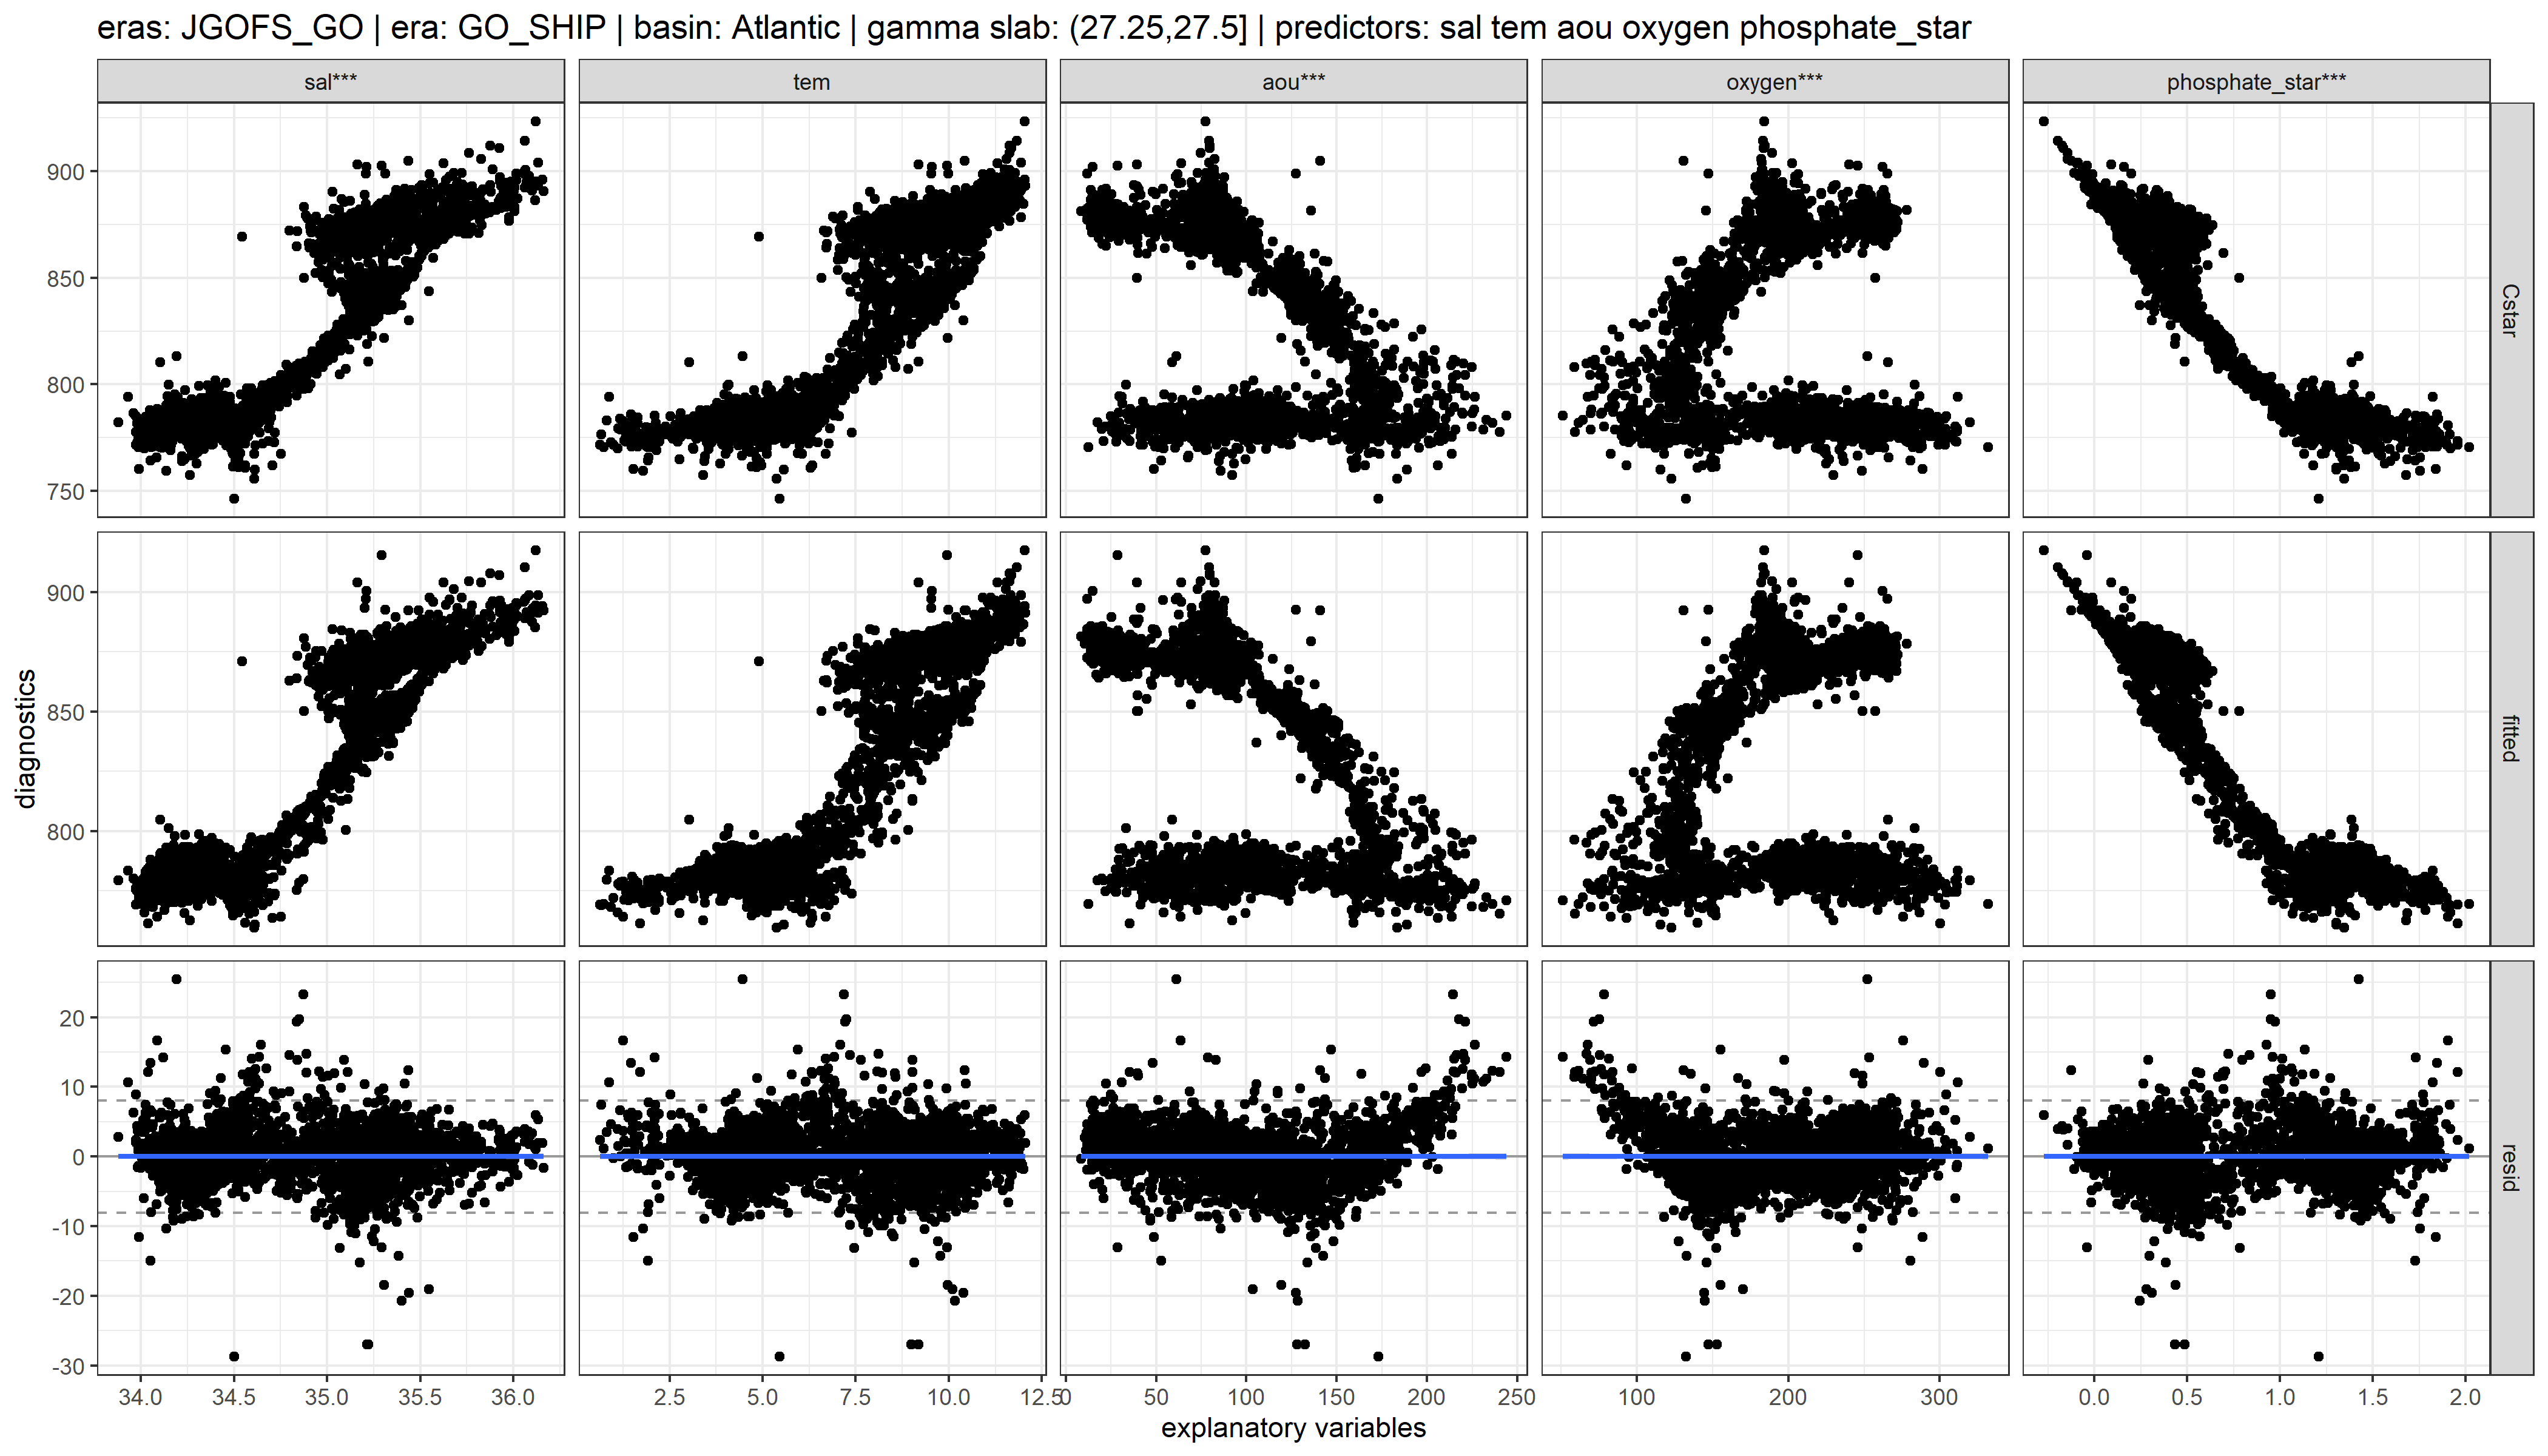 eras: JGOFS_GO | era: GO_SHIP | basin: Atlantic | gamma slab: (27.25,27.5] | predictors: sal tem aou oxygen phosphate_star
sal*** tem aou*** oxygen*** phosphate_star***
900
850
800
750
Cstar
900
850
800
fitted
20
10
0
-10
-20
-30
resid
diagnostics
34.0 34.5 35.0 35.5 36.0
2.5 5.0 7.5 10.0 12.5
0 50 100 150 200 250
100 200 300
0.0 0.5 1.0 1.5 2.0
explanatory variables